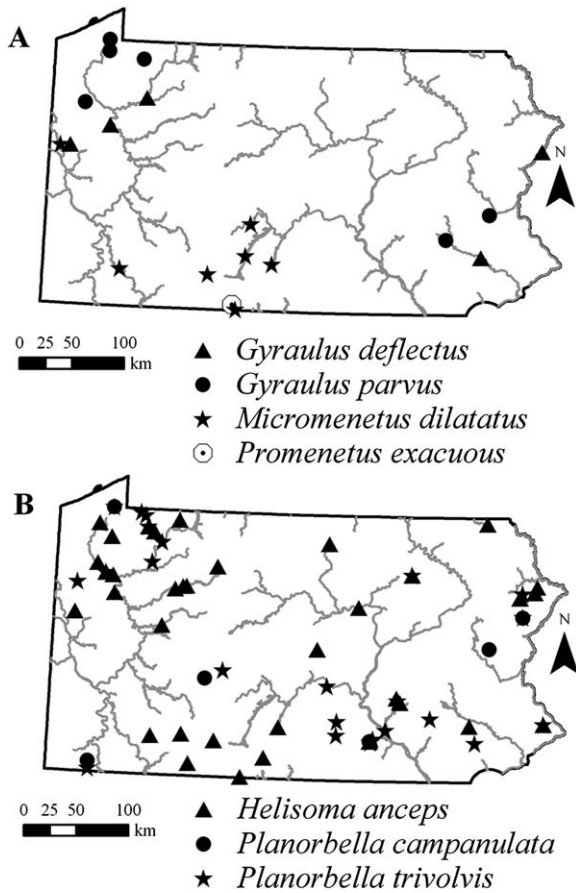 A
N
0 25 50 100
km
Gyraulus deflectus
Gyraulus parvus
Micromenetus dilatatus
Promenetus exacuous
B
N
0 25 50 100
km
Helisoma anceps
Planorbella campanulata
Planorbella trivolvis